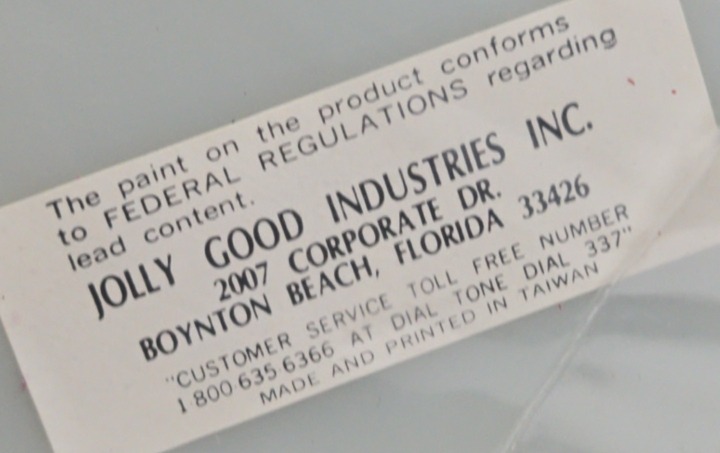 The paint on the product conforms
to FEDERAL REGULATIONS regarding
lead content.
JOLLY GOOD INDUSTRIES INC.
2007 CORPORATE DR.
BOYNTON BEACH, FLORIDA 33426
"CUSTOMER SERVICE TOLL FREE NUMBER
1·800·635·6366 AT DIAL TONE DIAL 337"
MADE AND PRINTED IN TAIWAN